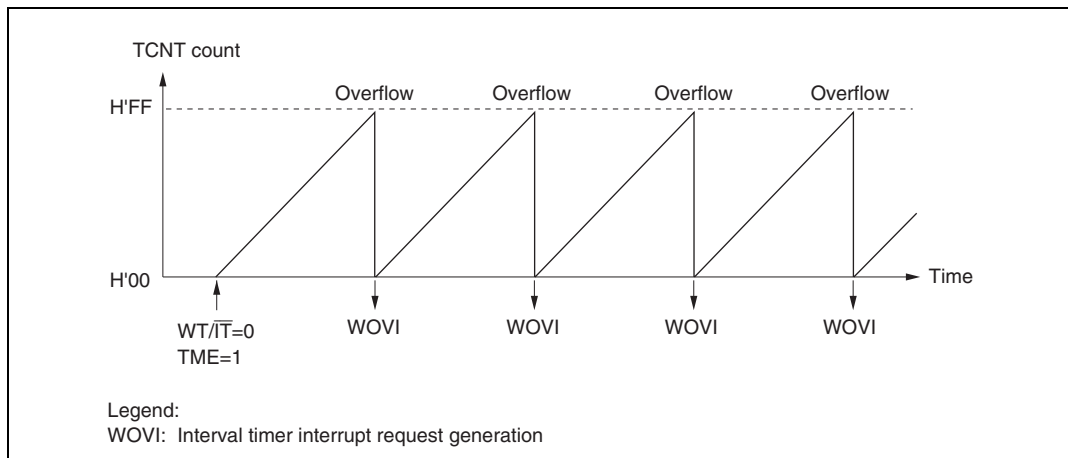 TCNT count
Overflow Overflow Overflow Overflow
H'FF
H'00
Time
WT/I̅T̅=0
TME=1
WOVI WOVI WOVI WOVI
Legend:
WOVI: Interval timer interrupt request generation